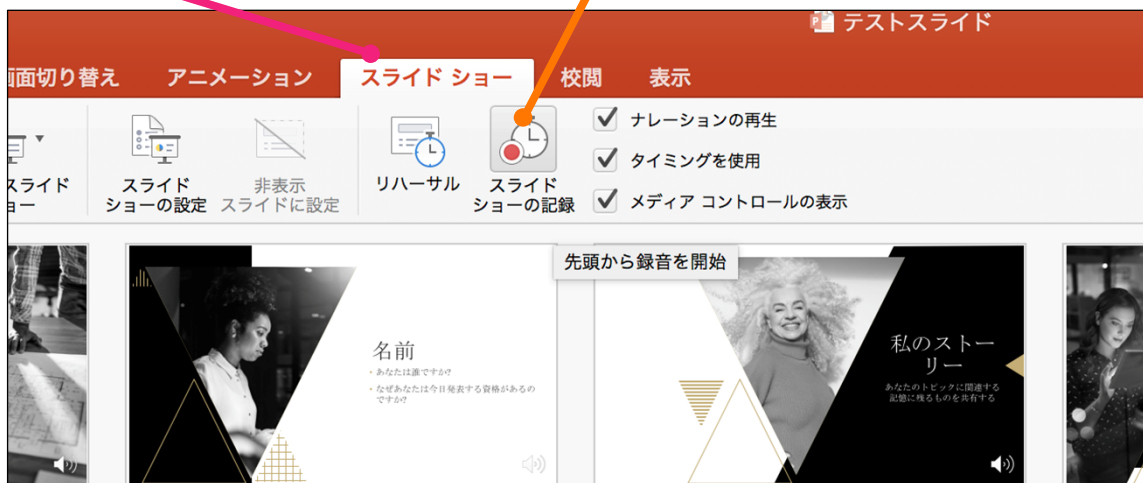 テストスライド
画面切り替え アニメーション スライド ショー 校閲 表示
スライド
ショー
スライド
ショーの設定
非表示
スライドに設定
リハーサル
スライド
ショーの記録
ナレーションの再生
タイミングを使用
メディア コントロールの表示
先頭から録音を開始
名前
・あなたは誰ですか?
・なぜあなたは今日発表する資格があるの
ですか?
私のストー
リー
あなたのトピックに関連する
記憶に残るものを共有する